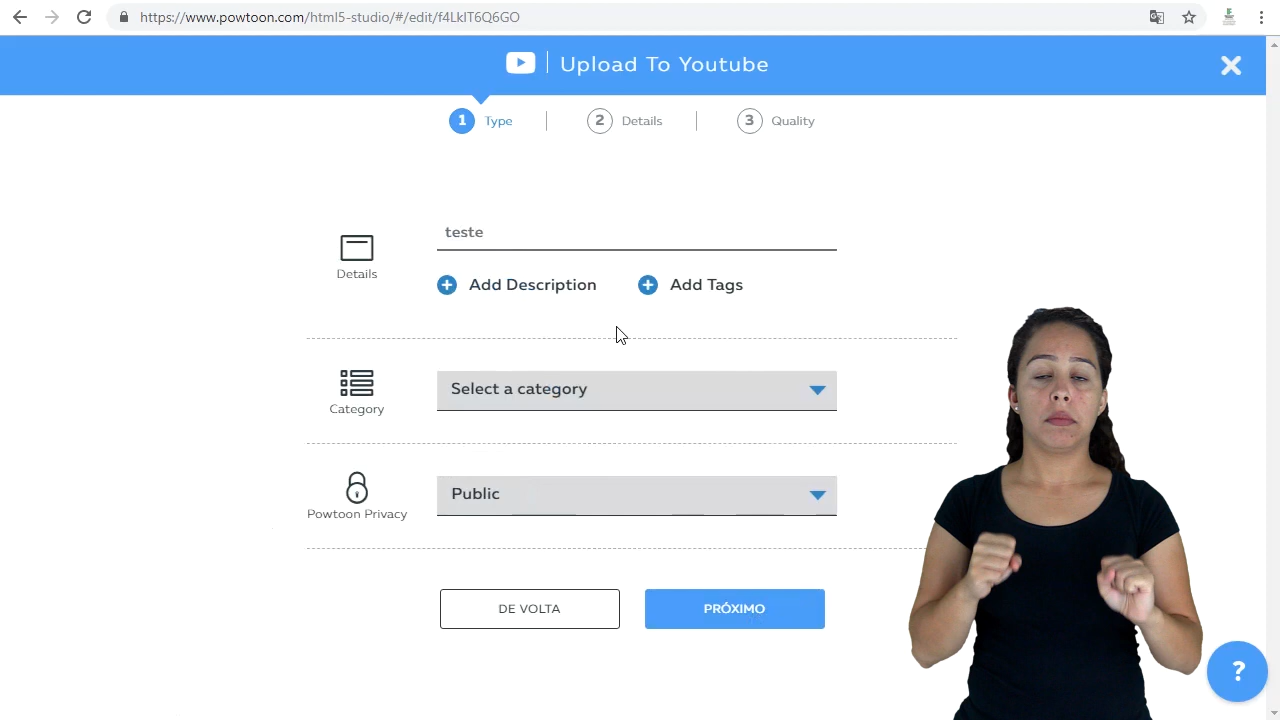 https://www.powtoon.com/html5-studio/#/edit/f4LkIT6Q6GO
Upload To Youtube
1 Type
2 Details
3 Quality
teste
Details
Add Description
Add Tags
Select a category
Category
Public
Powtoon Privacy
DE VOLTA
PRÓXIMO
?